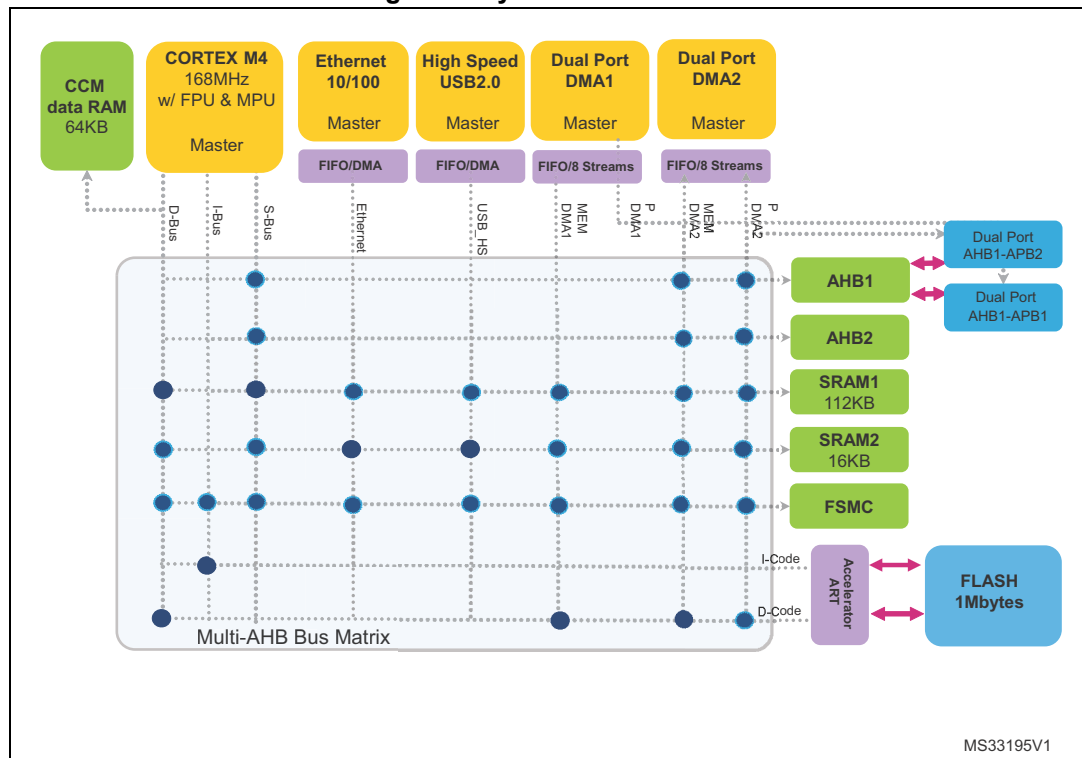 CCM
data RAM
64KB
CORTEX M4
168MHz
w/ FPU & MPU
Master
Ethernet
10/100
Master
High Speed
USB2.0
Master
Dual Port
DMA1
Master
Dual Port
DMA2
Master
FIFO/DMA
FIFO/DMA
FIFO/8 Streams
FIFO/8 Streams
D-Bus
I-Bus
S-Bus
Ethernet
USB_HS
MEM
DMA1
P
DMA1
MEM
DMA2
P
DMA2
Dual Port
AHB1-APB2
Dual Port
AHB1-APB1
AHB1
AHB2
SRAM1
112KB
SRAM2
16KB
FSMC
I-Code
D-Code
Accelerator
ART
FLASH
1Mbytes
Multi-AHB Bus Matrix
MS33195V1